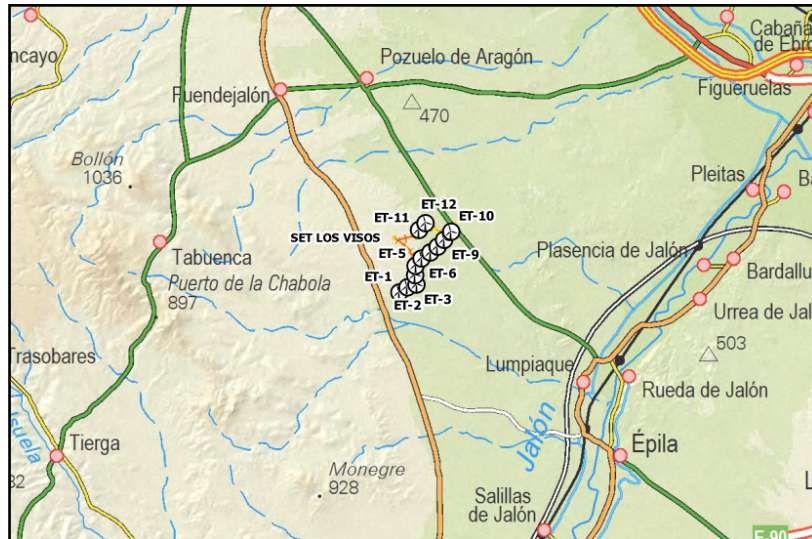 Cabaña
de Ebro
ncayo
Pozuelo de Aragón
Fuendejalón
Figueruelas
470
Bollón
1036
Pleitas
Ba
ET-12
ET-11
ET-10
SET LOS VISOS
Tabuenca
ET-5
ET-9
Plasencia de Jalón
Puerto de la Chabola
897
ET-1
ET-6
Bardallu
ET-2
ET-3
Urrea de Jal
Trasobares
503
Lumpiaque
Rueda de Jalón
Isuela
Jalón
Tierga
Épila
Monegre
928
32
Salillas
de Jalón
L
E-90